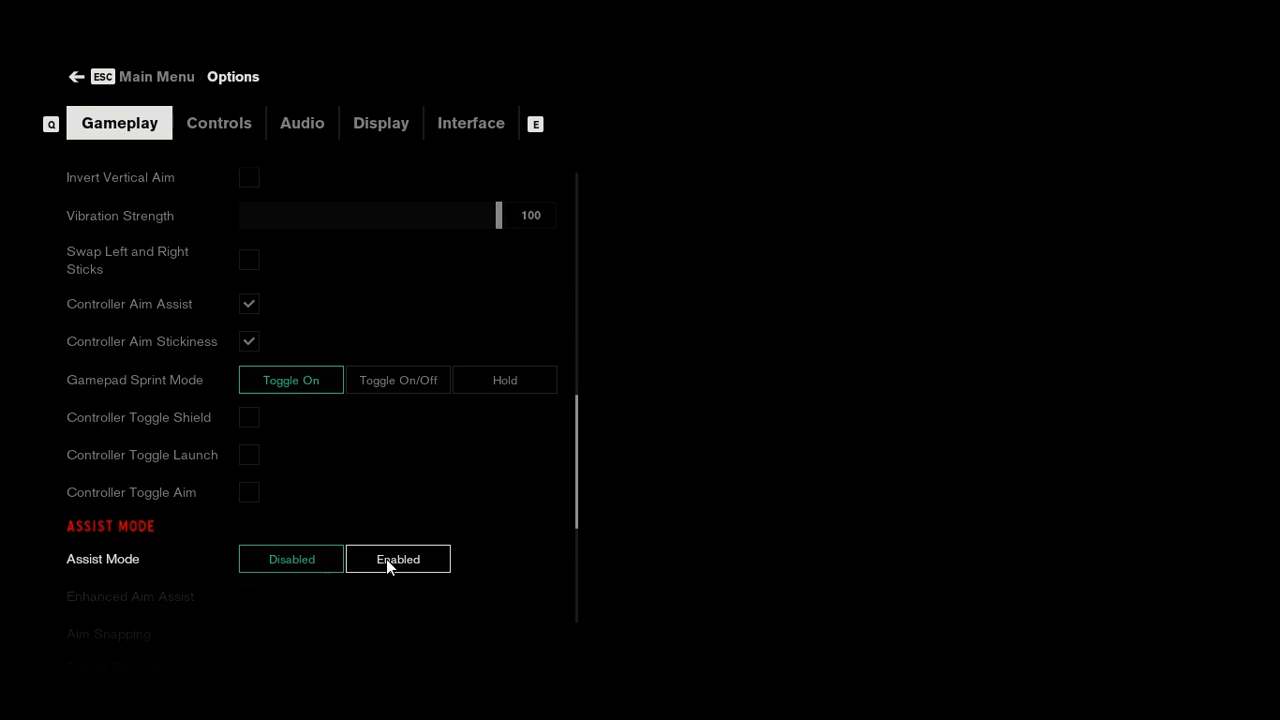 ESC Main Menu Options
Q Gameplay Controls Audio Display Interface E
Invert Vertical Aim
Vibration Strength 100
Swap Left and Right
Sticks
Controller Aim Assist
Controller Aim Stickiness
Gamepad Sprint Mode Toggle On Toggle On/Off Hold
Controller Toggle Shield
Controller Toggle Launch
Controller Toggle Aim
ASSIST MODE
Assist Mode Disabled Enabled
Enhanced Aim Assist
Aim Snapping